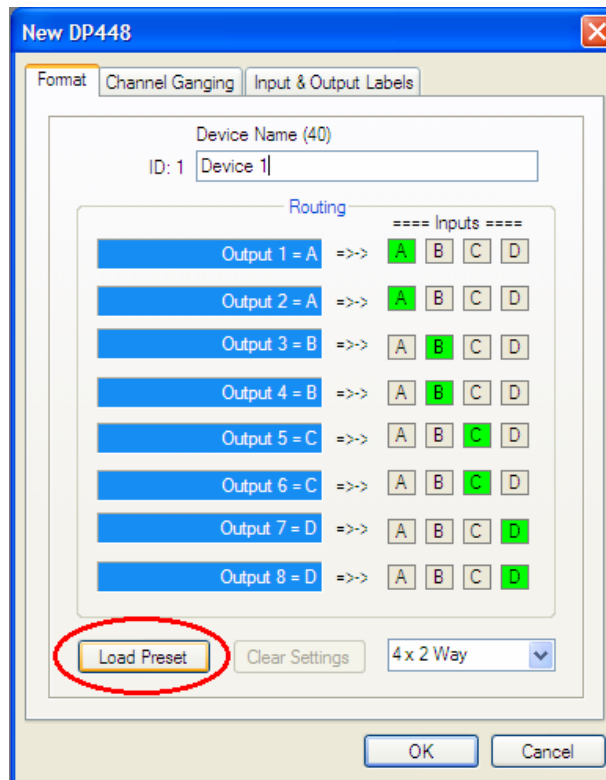 New DP448
Format Channel Ganging Input & Output Labels
Device Name (40)
ID: 1 Device 1
Routing
==== Inputs ====
Output 1 = A =>-> A B C D
Output 2 = A =>-> A B C D
Output 3 = B =>-> A B C D
Output 4 = B =>-> A B C D
Output 5 = C =>-> A B C D
Output 6 = C =>-> A B C D
Output 7 = D =>-> A B C D
Output 8 = D =>-> A B C D
Load Preset Clear Settings 4 x 2 Way
OK Cancel